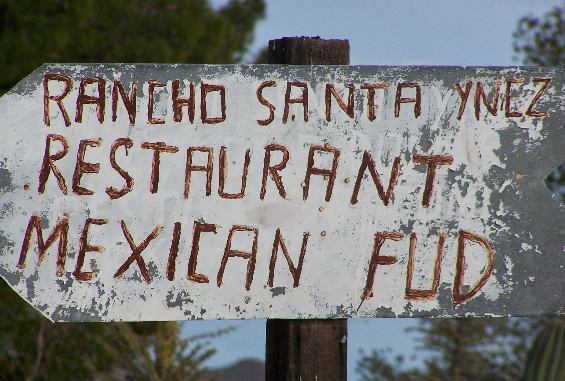 RANCHO SANTA YNEZ
RESTAURANT
MEXICAN FUD